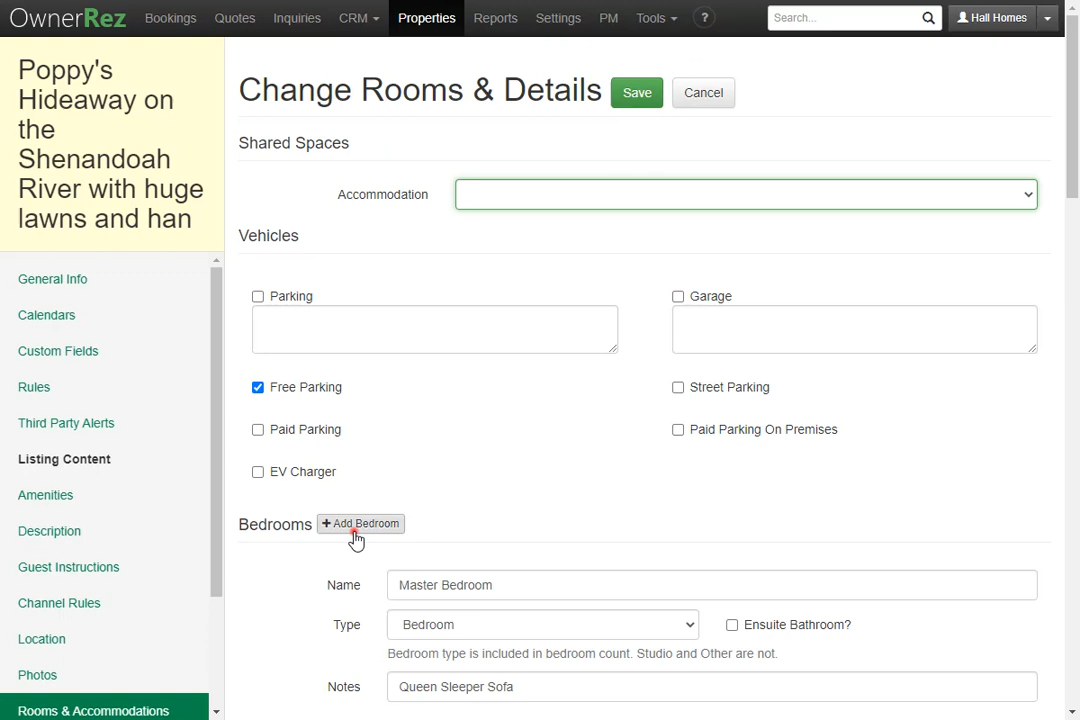 OwnerRez Bookings Quotes Inquiries CRM Properties Reports Settings PM Tools ? Search... Hall Homes
Poppy's
Hideaway on
the
Shenandoah
River with huge
lawns and han
General Info
Calendars
Custom Fields
Rules
Third Party Alerts
Listing Content
Amenities
Description
Guest Instructions
Channel Rules
Location
Photos
Rooms & Accommodations
Change Rooms & Details Save Cancel
Shared Spaces
Accommodation
Vehicles
Parking Garage
Free Parking Street Parking
Paid Parking Paid Parking On Premises
EV Charger
Bedrooms + Add Bedroom
Name Master Bedroom
Type Bedroom Ensuite Bathroom?
Bedroom type is included in bedroom count. Studio and Other are not.
Notes Queen Sleeper Sofa